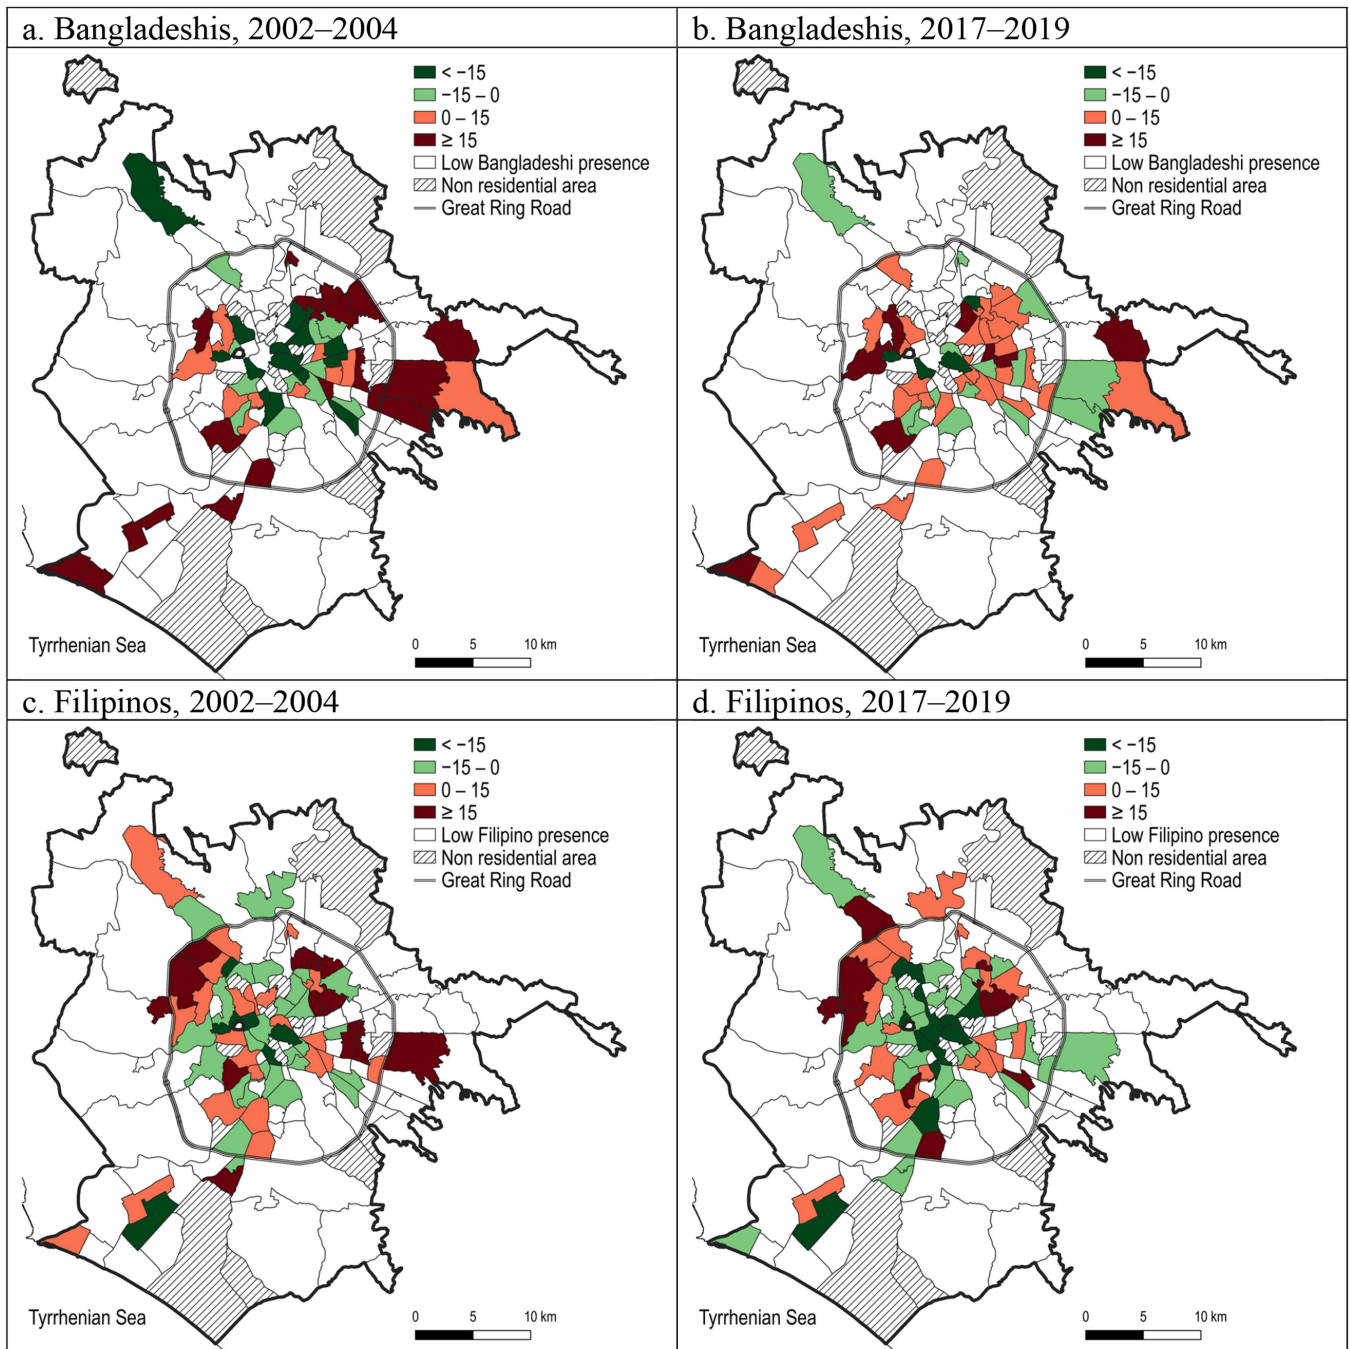 a. Bangladeshis, 2002–2004
< −15
−15 – 0
0 – 15
≥ 15
Low Bangladeshi presence
Non residential area
Great Ring Road
Tyrrhenian Sea
0 5 10 km
b. Bangladeshis, 2017–2019
< −15
−15 – 0
0 – 15
≥ 15
Low Bangladeshi presence
Non residential area
Great Ring Road
Tyrrhenian Sea
0 5 10 km
c. Filipinos, 2002–2004
< −15
−15 – 0
0 – 15
≥ 15
Low Filipino presence
Non residential area
Great Ring Road
Tyrrhenian Sea
0 5 10 km
d. Filipinos, 2017–2019
< −15
−15 – 0
0 – 15
≥ 15
Low Filipino presence
Non residential area
Great Ring Road
Tyrrhenian Sea
0 5 10 km